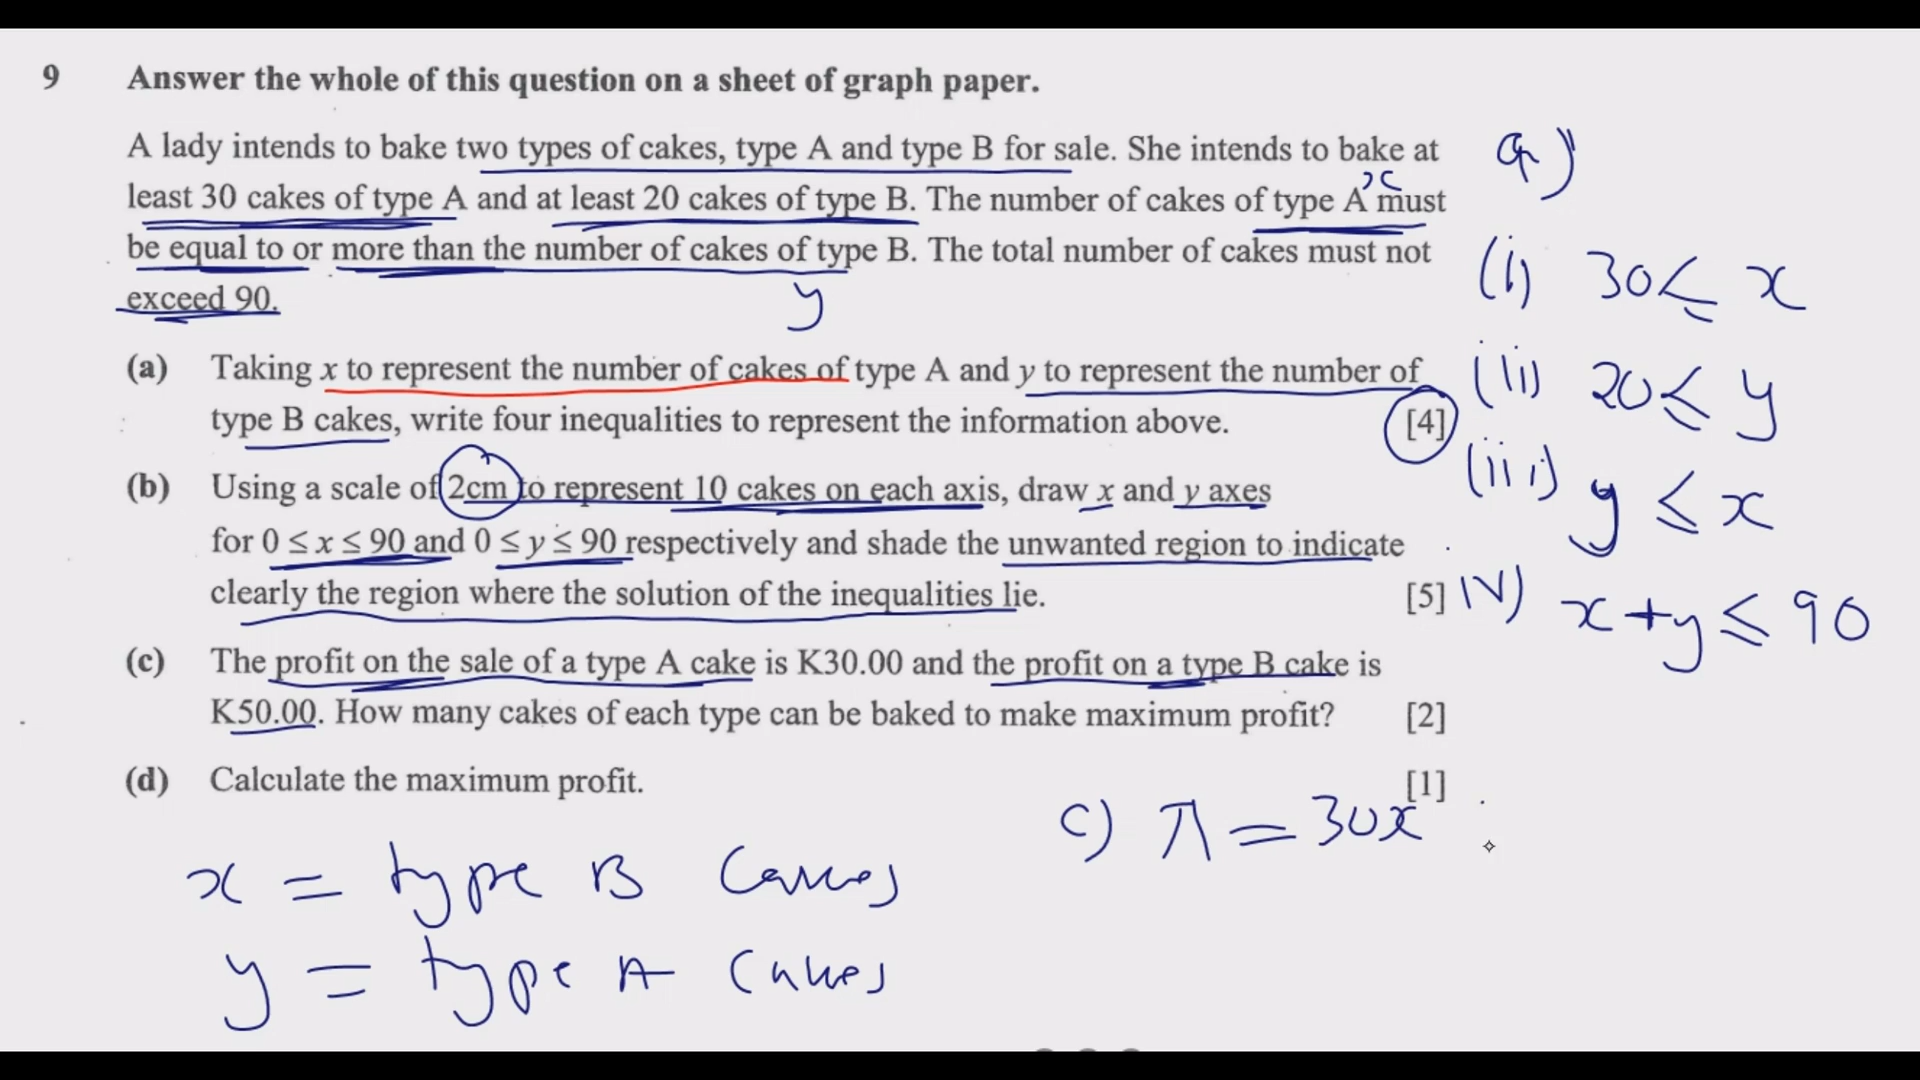 9 Answer the whole of this question on a sheet of graph paper.
A lady intends to bake two types of cakes, type A and type B for sale. She intends to bake at
least 30 cakes of type A and at least 20 cakes of type B. The number of cakes of type A must
x
be equal to or more than the number of cakes of type B. The total number of cakes must not
exceed 90.
y
(a) Taking x to represent the number of cakes of type A and y to represent the number of
type B cakes, write four inequalities to represent the information above. [4]
(b) Using a scale of 2cm to represent 10 cakes on each axis, draw x and y axes
for 0 ≤ x ≤ 90 and 0 ≤ y ≤ 90 respectively and shade the unwanted region to indicate
clearly the region where the solution of the inequalities lie. [5]
(c) The profit on the sale of a type A cake is K30.00 and the profit on a type B cake is
K50.00. How many cakes of each type can be baked to make maximum profit? [2]
(d) Calculate the maximum profit. [1]
a)
(i) 30 ≤ x
(ii) 20 ≤ y
(iii) y ≤ x
IV) x + y ≤ 90
c) π = 30x
x = type B cakes
y = type A cakes